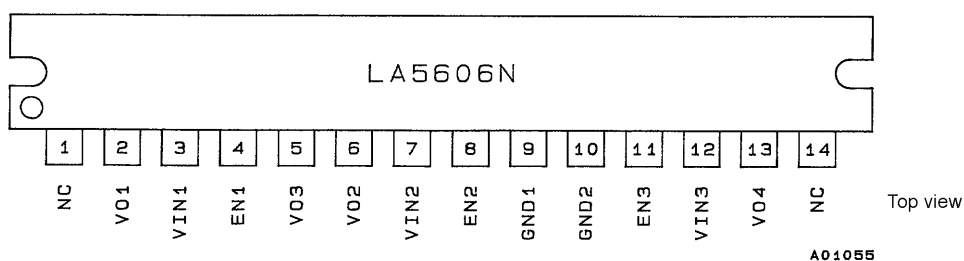 LA5606N
1 2 3 4 5 6 7 8 9 10 11 12 13 14
NC VO1 VIN1 EN1 VO3 VO2 VIN2 EN2 GND1 GND2 EN3 VIN3 VO4 NC
Top view
A01055